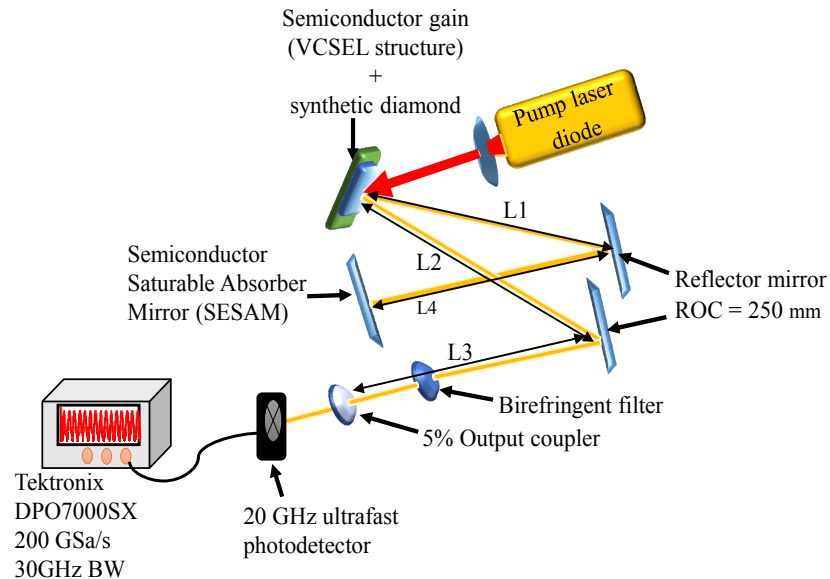 Semiconductor gain
(VCSEL structure)
+
synthetic diamond
Pump laser
diode
L1
L2
L4
Semiconductor
Saturable Absorber
Mirror (SESAM)
Reflector mirror
ROC = 250 mm
L3
Birefringent filter
5% Output coupler
Tektronix
DPO7000SX
200 GSa/s
30GHz BW
20 GHz ultrafast
photodetector